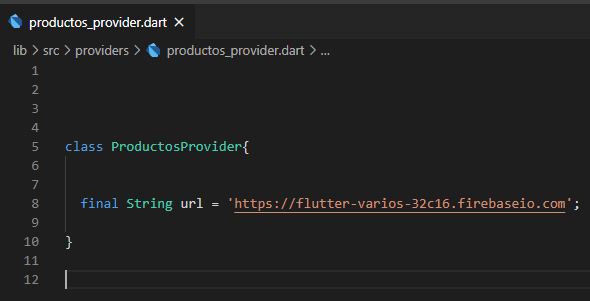 productos_provider.dart
lib > src > providers > productos_provider.dart > ...
1
2
3
4
5 class ProductosProvider{
6
7
8 final String url = 'https://flutter-varios-32c16.firebaseio.com';
9
10 }
11
12